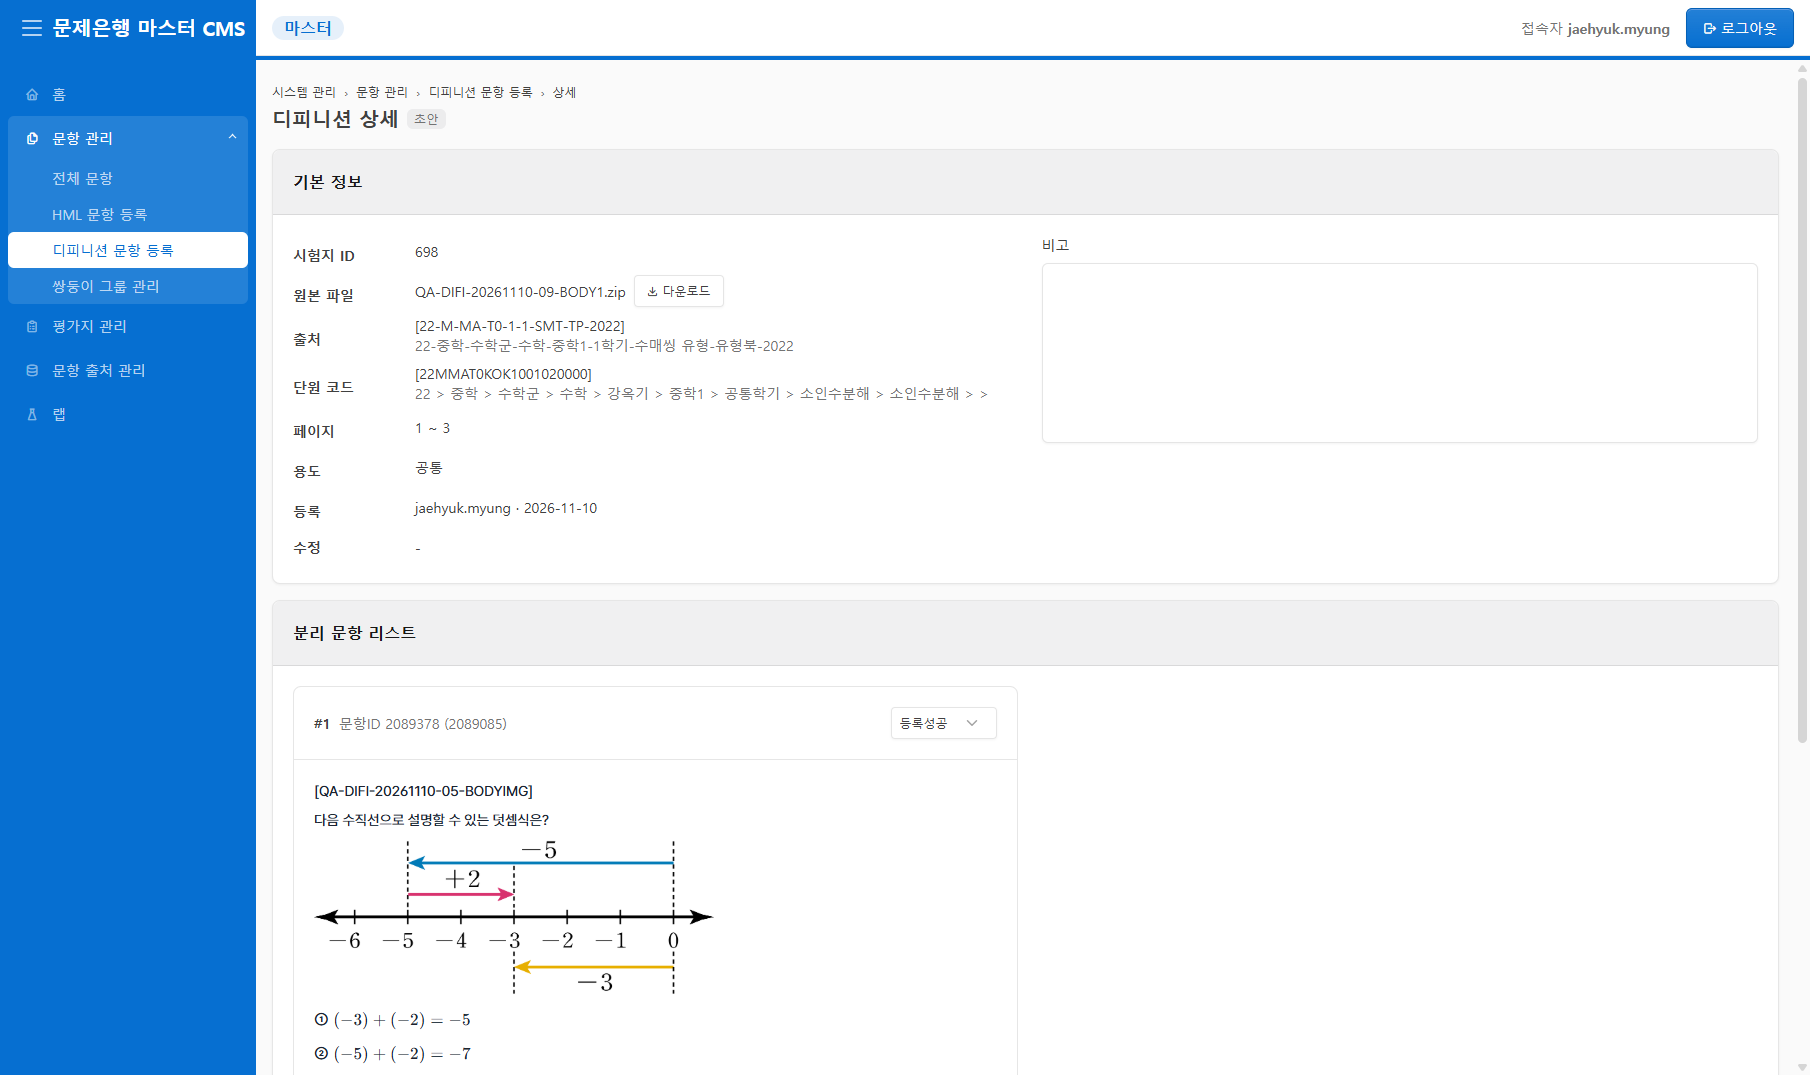 문제은행 마스터 CMS
마스터
접속자 jaehyuk.myung
로그아웃
홈
문항 관리
전체 문항
HML 문항 등록
디피니션 문항 등록
쌍둥이 그룹 관리
평가지 관리
문항 출처 관리
랩
시스템 관리 › 문항 관리 › 디피니션 문항 등록 › 상세
디피니션 상세 초안
기본 정보
시험지 ID 698
원본 파일 QA-DIFI-20261110-09-BODY1.zip 다운로드
출처 [22-M-MA-T0-1-1-SMT-TP-2022]
22-중학-수학군-수학-중학1-1학기-수매씽 유형-유형북-2022
단원 코드 [22MMAT0KOK1001020000]
22 > 중학 > 수학군 > 수학 > 강옥기 > 중학1 > 공통학기 > 소인수분해 > 소인수분해 > >
페이지 1 ~ 3
용도 공통
등록 jaehyuk.myung · 2026-11-10
수정 -
비고
분리 문항 리스트
#1 문항ID 2089378 (2089085)
등록성공
[QA-DIFI-20261110-05-BODYIMG]
다음 수직선으로 설명할 수 있는 덧셈식은?
−5
+2
−6 −5 −4 −3 −2 −1 0
−3
① (−3) + (−2) = −5
② (−5) + (−2) = −7